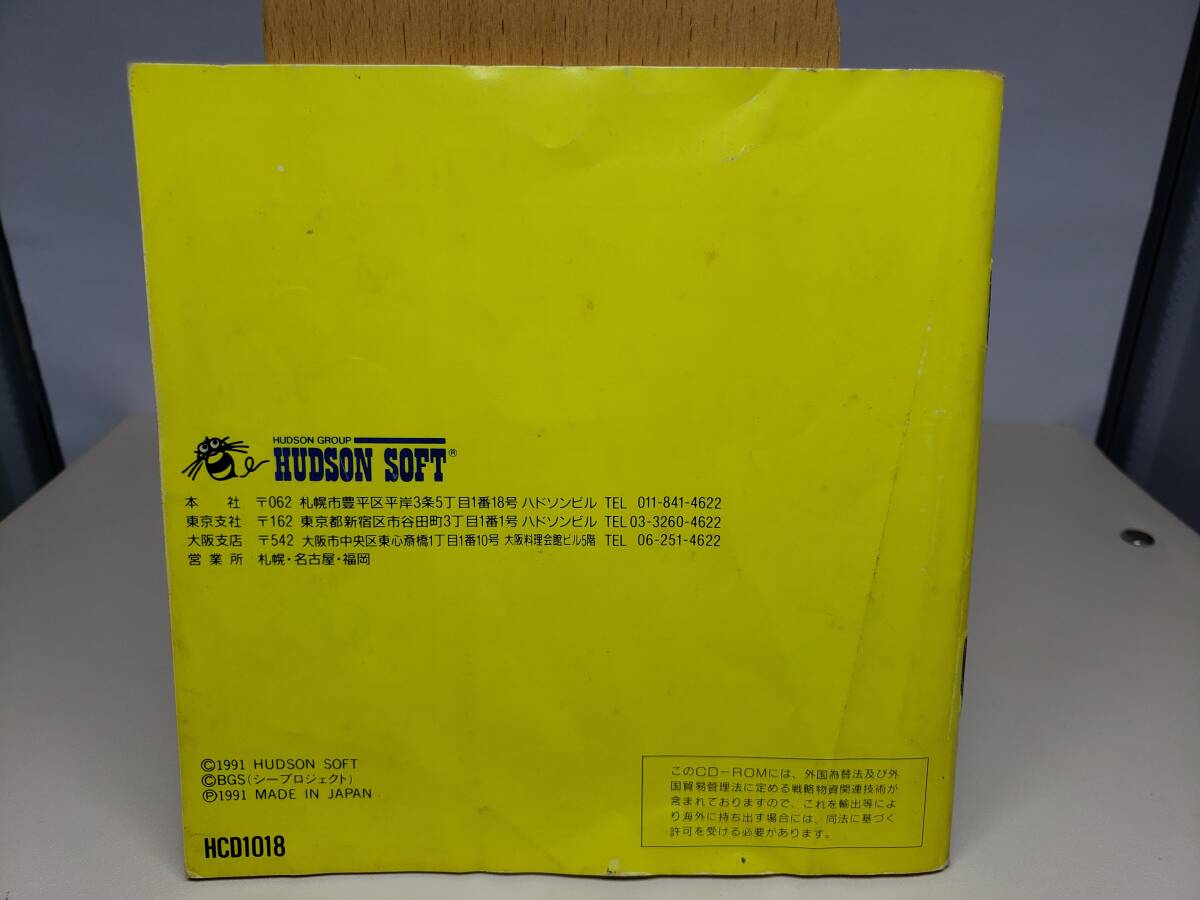 HUDSON GROUP
HUDSON SOFT®
本 社 〒062 札幌市豊平区平岸3条5丁目1番18号 ハドソンビル TEL 011-841-4622
東京支社 〒162 東京都新宿区市谷田町3丁目1番1号 ハドソンビル TEL 03-3260-4622
大阪支店 〒542 大阪市中央区東心斎橋1丁目1番10号 大阪料理会館ビル5階 TEL 06-251-4622
営業所 札幌・名古屋・福岡
©1991 HUDSON SOFT
©BGS(シープロジェクト)
℗1991 MADE IN JAPAN
HCD1018
このCD-ROMには、外国為替法及び外
国貿易管理法に定める戦略物資関連技術が
含まれておりますので、これを輸出等によ
り海外に持ち出す場合には、同法に基づく
許可を受ける必要があります。